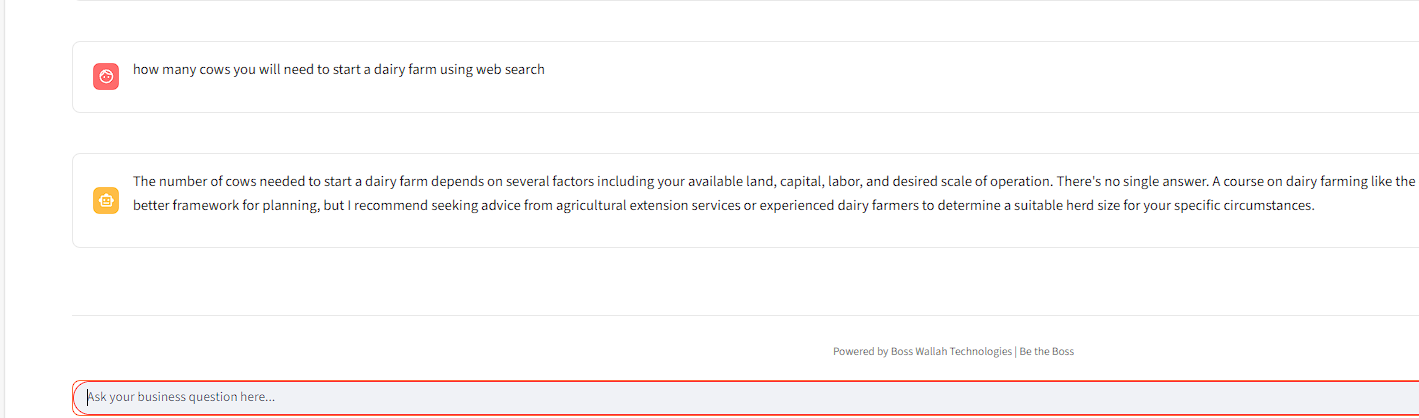 how many cows you will need to start a dairy farm using web search
The number of cows needed to start a dairy farm depends on several factors including your available land, capital, labor, and desired scale of operation. There's no single answer. A course on dairy farming like the
better framework for planning, but I recommend seeking advice from agricultural extension services or experienced dairy farmers to determine a suitable herd size for your specific circumstances.
Powered by Boss Wallah Technologies | Be the Boss
Ask your business question here...